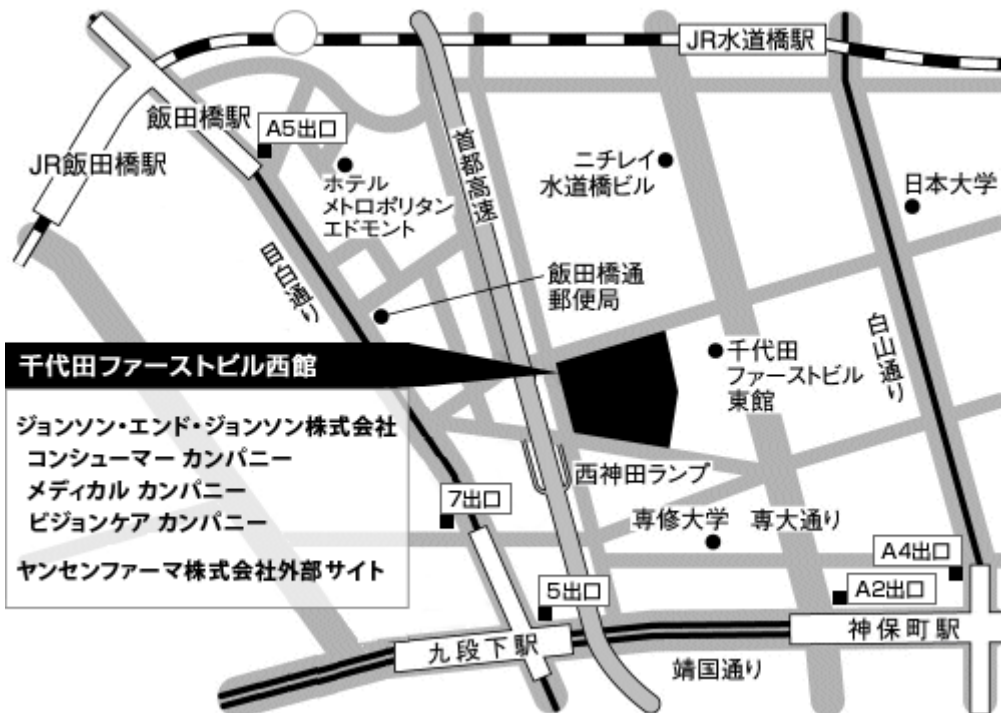 JR水道橋駅
飯田橋駅
A5出口
JR飯田橋駅
ホテル
メトロポリタン
エドモント
首都高速
ニチレイ
水道橋ビル
日本大学
目白通り
飯田橋通
郵便局
白山通り
千代田ファーストビル西館
千代田
ファーストビル
東館
ジョンソン・エンド・ジョンソン株式会社
コンシューマー カンパニー
メディカル カンパニー
ビジョンケア カンパニー
ヤンセンファーマ株式会社外部サイト
西神田ランプ
7出口
専修大学
専大通り
A4出口
5出口
A2出口
九段下駅
神保町駅
靖国通り